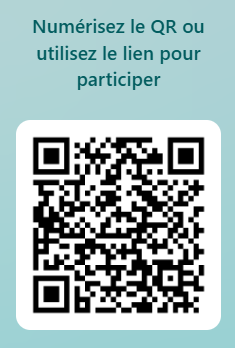 Numérisez le QR ou
utilisez le lien pour
participer